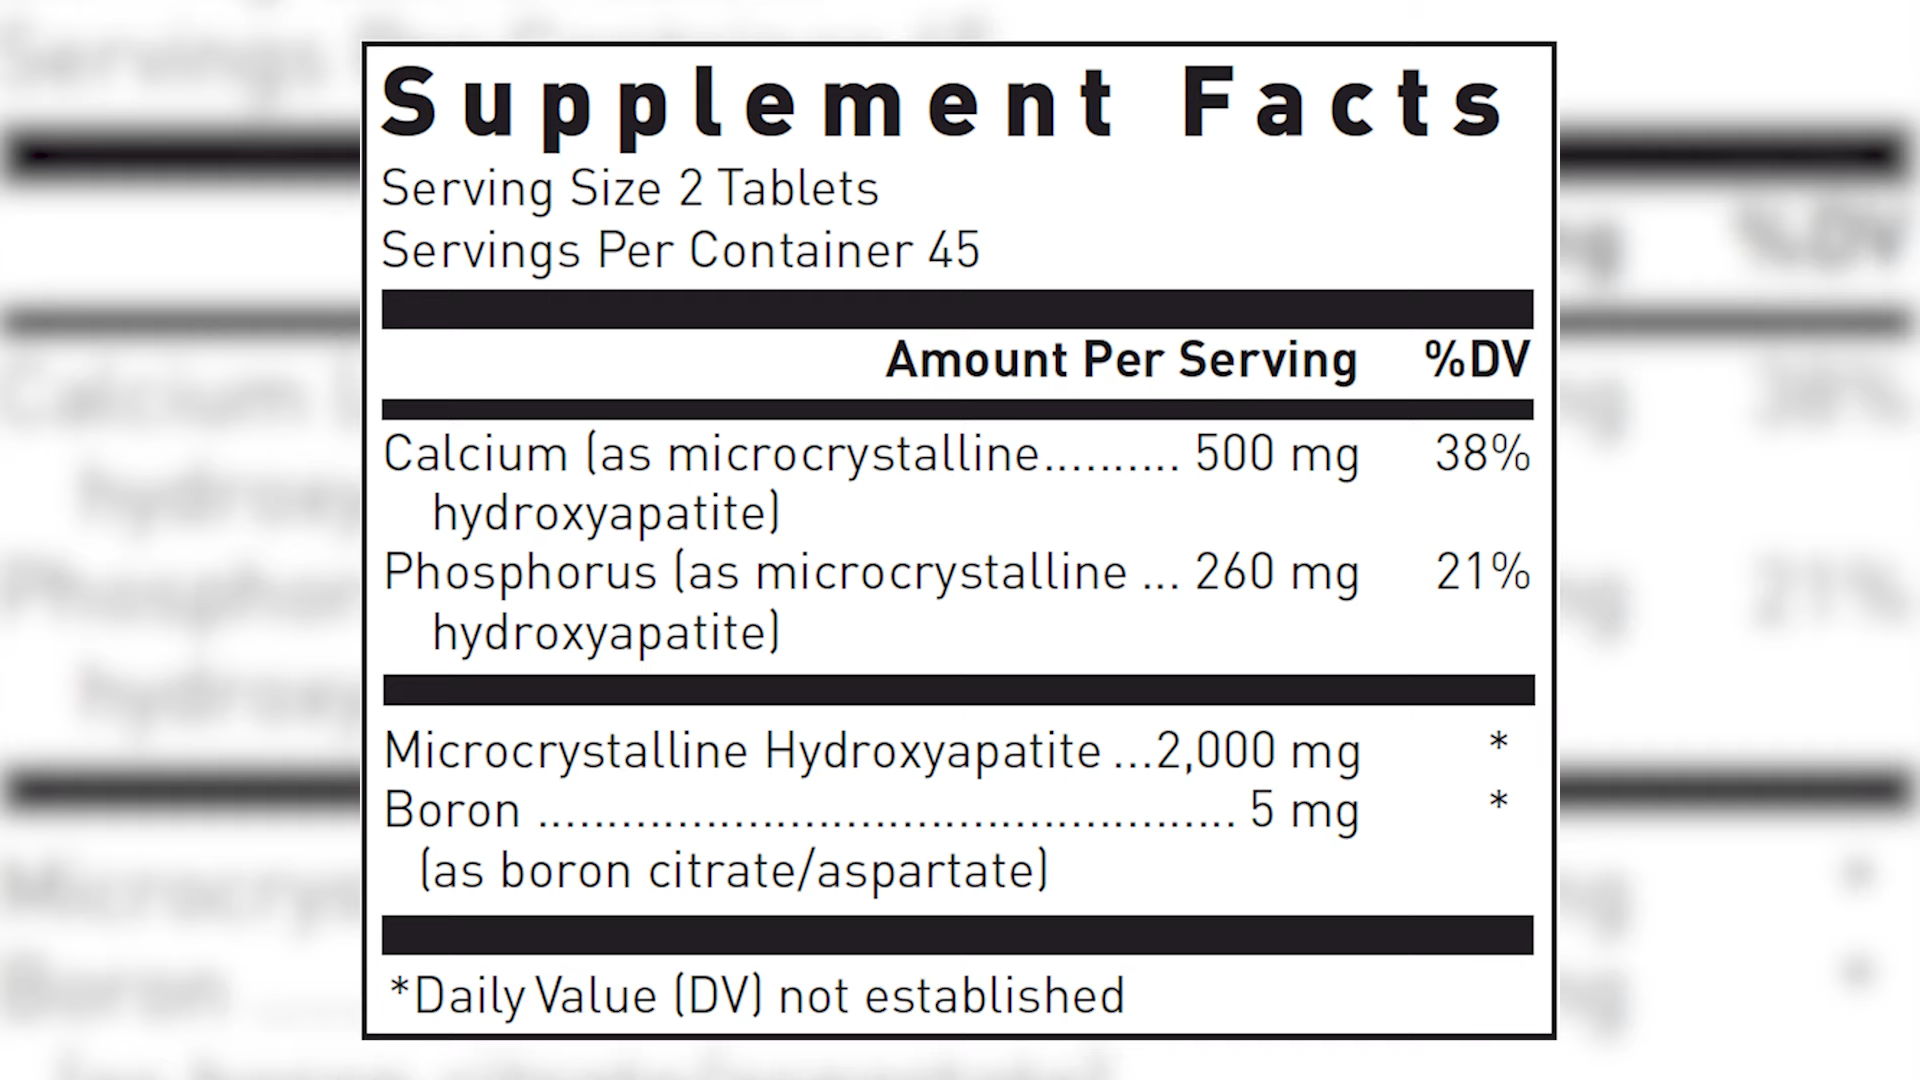 Supplement Facts
Serving Size 2 Tablets
Servings Per Container 45
Amount Per Serving %DV
Calcium (as microcrystalline.......... 500 mg 38%
hydroxyapatite)
Phosphorus (as microcrystalline ... 260 mg 21%
hydroxyapatite)
Microcrystalline Hydroxyapatite ...2,000 mg *
Boron .................................................. 5 mg *
(as boron citrate/aspartate)
*Daily Value (DV) not established